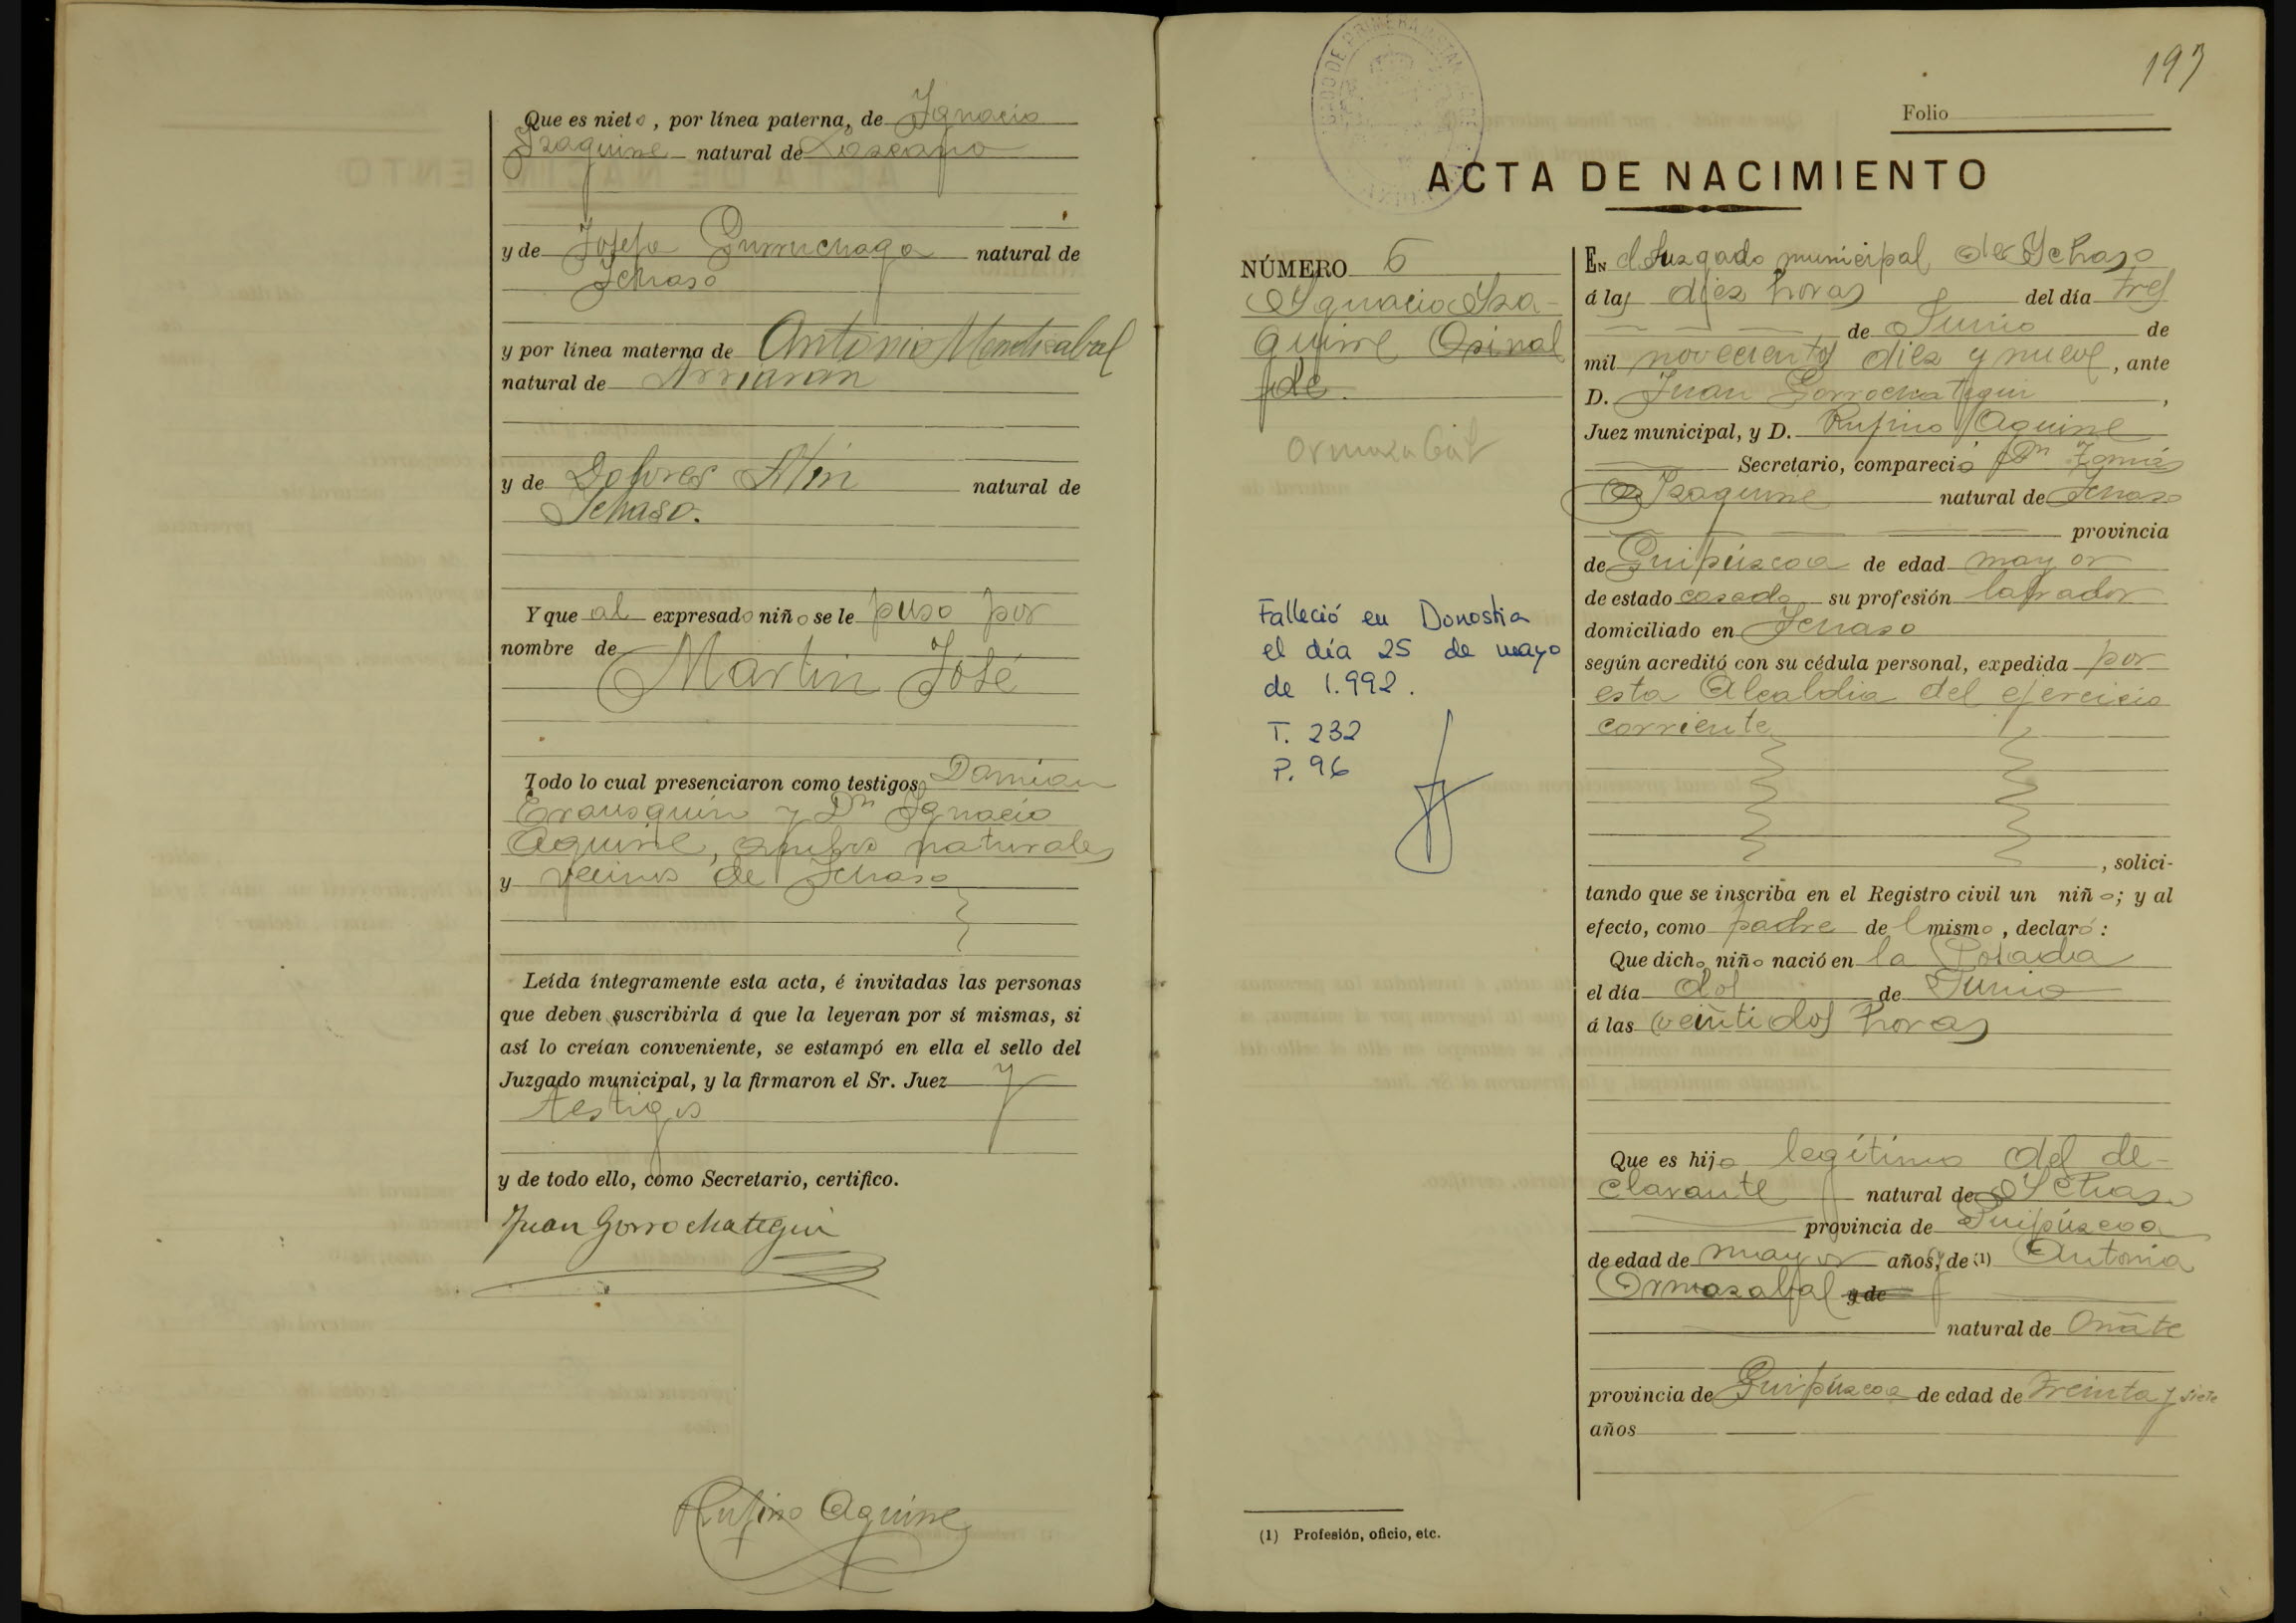 Que es nieto, por línea paterna, de Ignacio
Izaguirre natural de Lazcano
y de Josefa Gurruchaga natural de
Ichaso
y por línea materna de Antonio Mendizabal
natural de Arriaran
y de Dolores Atin natural de
Ichaso.
Y que al expresado niño se le puso por
nombre de
Martin José
Todo lo cual presenciaron como testigos Damian
Erausquin y Dn Ignacio
Aguirre, ambos naturales
y vecinos de Ichaso
Leída íntegramente esta acta, é invitadas las personas
que deben suscribirla á que la leyeran por sí mismas, si
así lo creían conveniente, se estampó en ella el sello del
Juzgado municipal, y la firmaron el Sr. Juez y
testigos
y de todo ello, como Secretario, certifico.
Juan Gorrochategui
Rufino Aguirre
197
Folio
ACTA DE NACIMIENTO
NÚMERO 6
Ignacio Iza-
guirre
ormazabal
Falleció en Donostia
el día 25 de mayo
de 1.992.
T. 232
P. 96
EN el Juzgado municipal de Ychaso
á las diez horas del día tres
de Junio de
mil novecientos diez y nueve, ante
D. Juan Gorrochategui,
Juez municipal, y D. Rufino Aguirre
Secretario, compareció Dn
Izaguirre natural de Ichaso
provincia
de Guipúzcoa de edad mayor
de estado casado su profesión labrador
domiciliado en Ichaso
según acreditó con su cédula personal, expedida por
esta Alcaldia del ejercicio
corriente
, solici-
tando que se inscriba en el Registro civil un niño; y al
efecto, como padre de l mismo, declaró:
Que dicho niño nació en la Posada
el día dos de Junio
á las veintidos horas
Que es hijo legítimo del de-
clarante natural de Ychaso
provincia de Guipúzcoa
de edad de mayor años, y de (1) Antonia
Ormazabal y de
natural de Oñate
provincia de Guipúzcoa de edad de treinta y siete
años
(1) Profesión, oficio, etc.